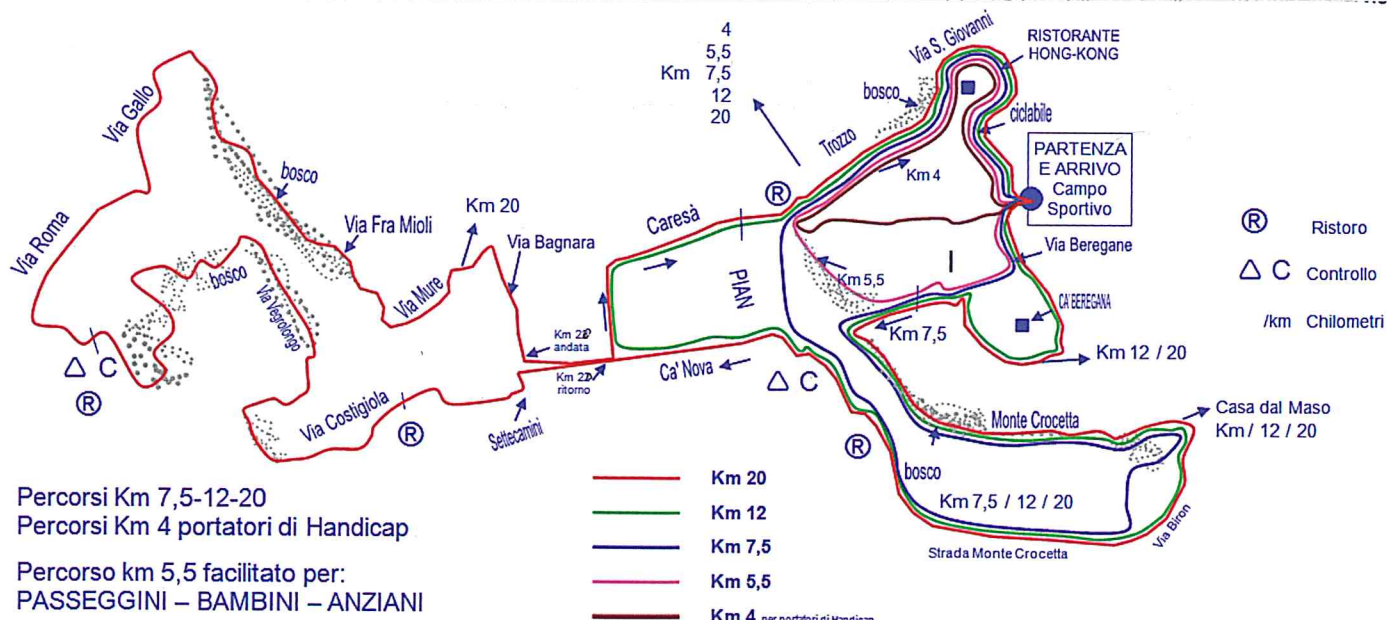 4
5,5
Km 7,5
12
20
Via S. Giovanni
RISTORANTE
HONG-KONG
bosco
ciclabile
Trozzo
Km 4
PARTENZA
E ARRIVO
Campo
Sportivo
Via Gallo
bosco
Via Roma
bosco
Via Vegrolongo
Via Fra Mioli
Km 20
Via Mure
Via Bagnara
Caresà
R
PIAN
Km 5,5
I
Via Beregane
CA' BEREGANA
Km 7,5
Km 12 / 20
R Ristoro
Δ C Controllo
/km Chilometri
andata
ritorno
Ca' Nova
Δ C
Δ C
R
Via Costigiola
R
Settecamini
R
Monte Crocetta
bosco
Casa dal Maso
Km / 12 / 20
Km 7,5 / 12 / 20
Via Biron
Strada Monte Crocetta
Percorsi Km 7,5-12-20
Percorsi Km 4 portatori di Handicap
Percorso km 5,5 facilitato per:
PASSEGGINI – BAMBINI – ANZIANI
Km 20
Km 12
Km 7,5
Km 5,5
Km 4 per portatori di Handicap